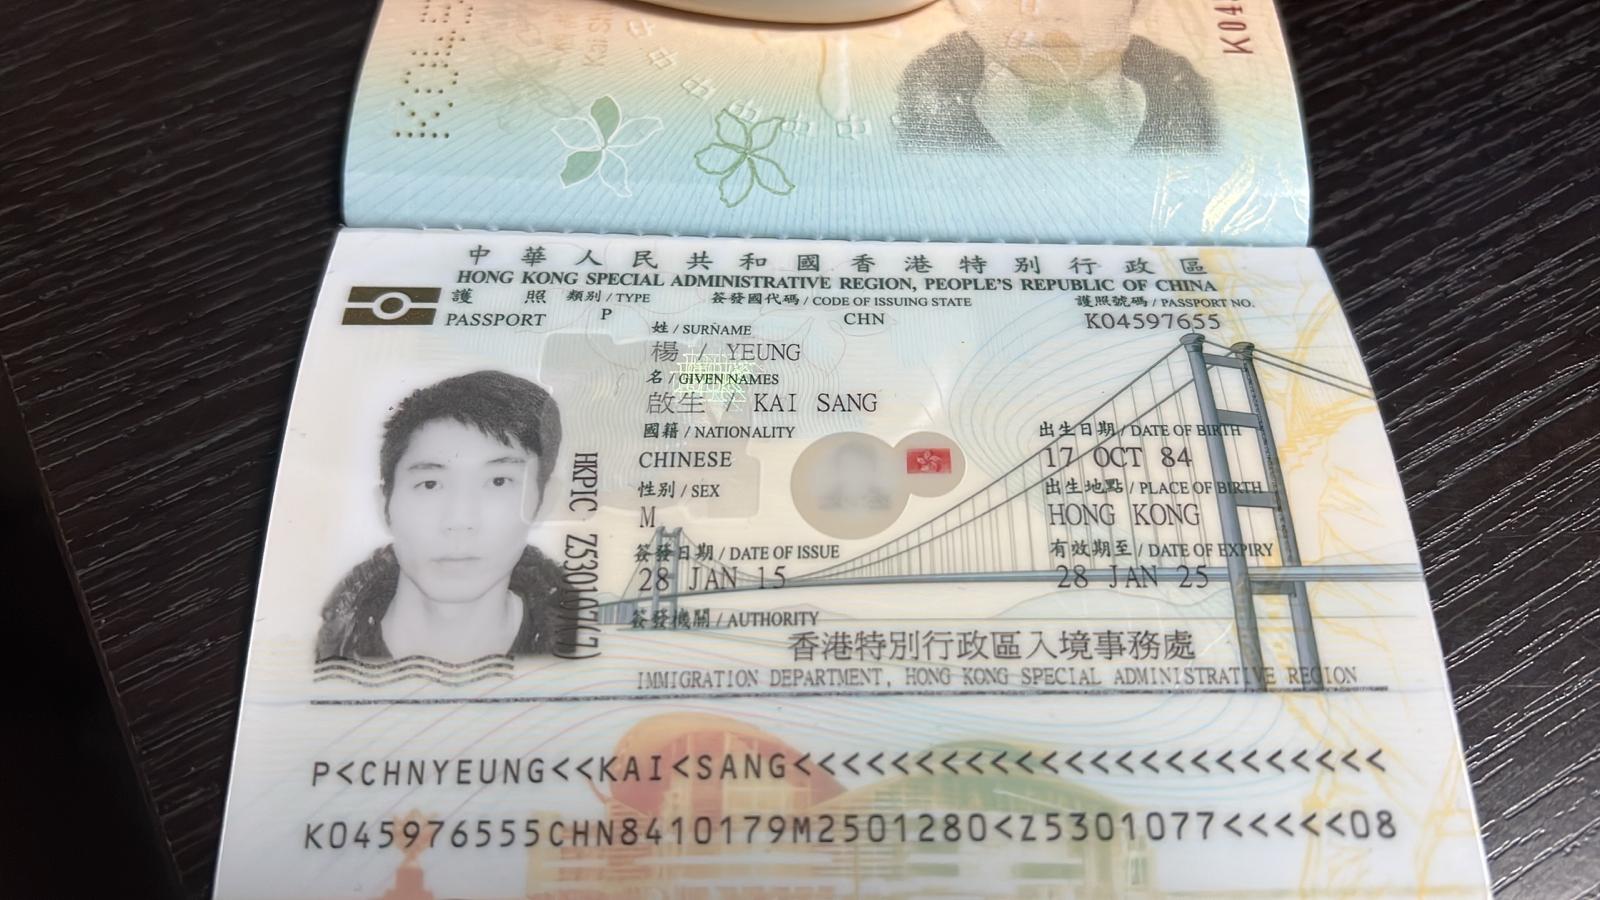 K04
中華人民共和國香港特別行政區
HONG KONG SPECIAL ADMINISTRATIVE REGION, PEOPLE'S REPUBLIC OF CHINA
護照 類別 / TYPE 簽發國代碼 / CODE OF ISSUING STATE 護照號碼 / PASSPORT NO.
PASSPORT P CHN K04597655
姓 / SURNAME
楊 / YEUNG
名 / GIVEN NAMES
啟生 / KAI SANG
國籍 / NATIONALITY 出生日期 / DATE OF BIRTH
CHINESE 17 OCT 84
性別 / SEX 出生地點 / PLACE OF BIRTH
M HONG KONG
簽發日期 / DATE OF ISSUE 有效期至 / DATE OF EXPIRY
28 JAN 15 28 JAN 25
簽發機關 / AUTHORITY
香港特別行政區入境事務處
IMMIGRATION DEPARTMENT, HONG KONG SPECIAL ADMINISTRATIVE REGION
HKPIC Z530107(7)
P<CHNYEUNG<<KAI<SANG<<<<<<<<<<<<<<<<<<<<<<<<
K045976555CHN8410179M2501280<Z5301077<<<<<08